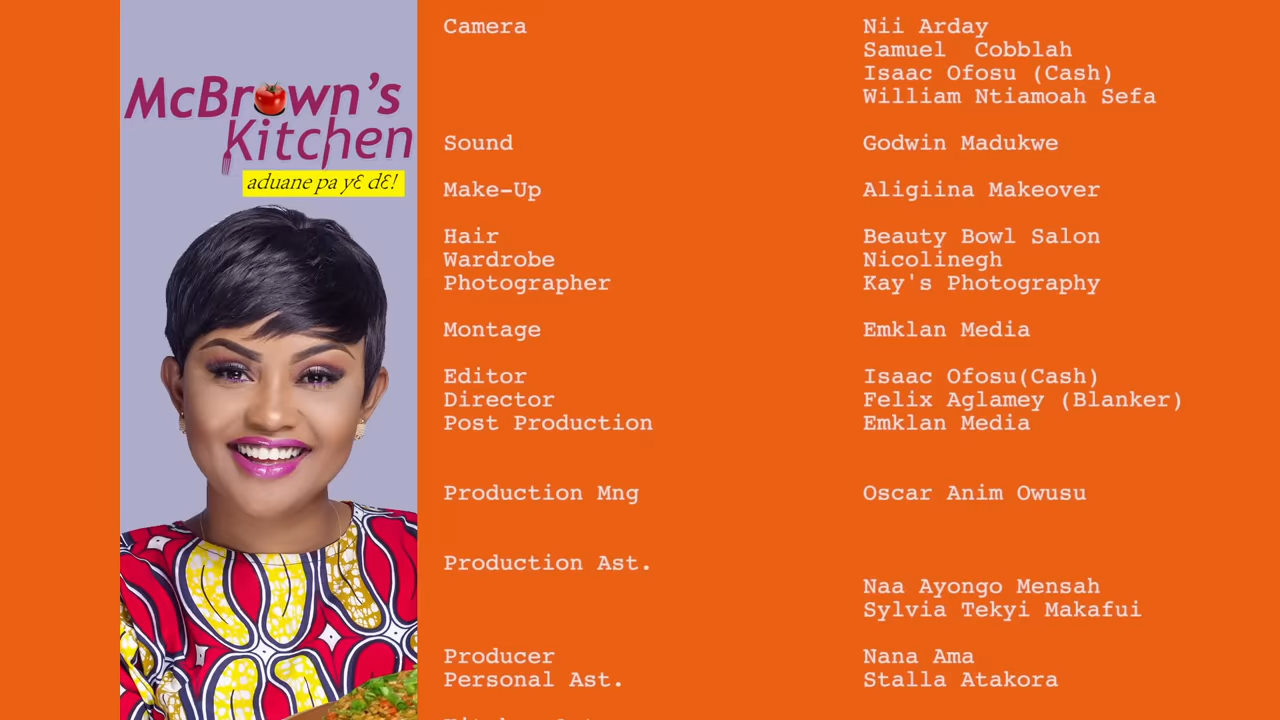 McBrown's
Kitchen
aduane pa yɛ dɛ!
Camera Nii Arday
Samuel Cobblah
Isaac Ofosu (Cash)
William Ntiamoah Sefa
Sound Godwin Madukwe
Make-Up Aligiina Makeover
Hair Beauty Bowl Salon
Wardrobe Nicolinegh
Photographer Kay's Photography
Montage Emklan Media
Editor Isaac Ofosu(Cash)
Director Felix Aglamey (Blanker)
Post Production Emklan Media
Production Mng Oscar Anim Owusu
Production Ast.
Naa Ayongo Mensah
Sylvia Tekyi Makafui
Producer Nana Ama
Personal Ast. Stalla Atakora